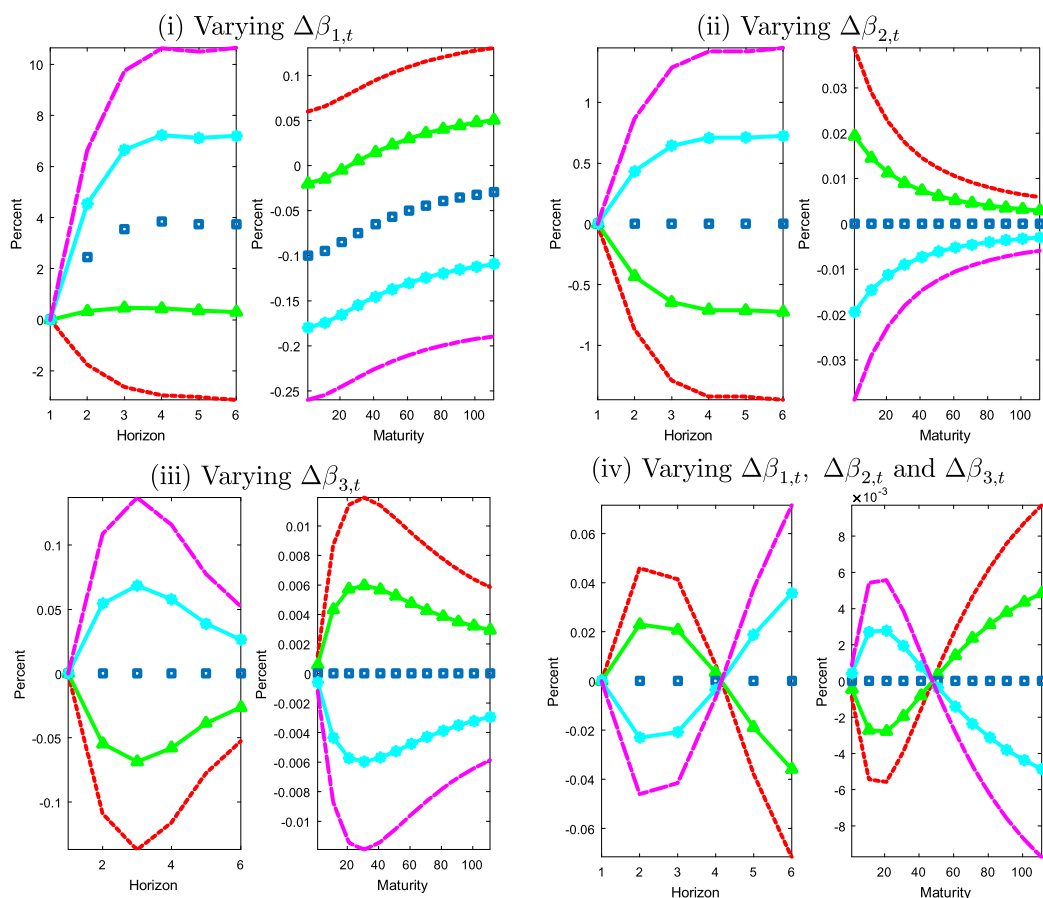 (i) Varying Δβ1,t
10
8
6
4
2
0
-2
Percent
1 2 3 4 5 6
Horizon
0.1
0.05
0
-0.05
-0.1
-0.15
-0.2
-0.25
Percent
20 40 60 80 100
Maturity
(ii) Varying Δβ2,t
1
0.5
0
-0.5
-1
Percent
1 2 3 4 5 6
Horizon
0.03
0.02
0.01
0
-0.01
-0.02
-0.03
Percent
20 40 60 80 100
Maturity
(iii) Varying Δβ3,t
0.1
0.05
0
-0.05
-0.1
Percent
2 4 6
Horizon
0.01
0.008
0.006
0.004
0.002
0
-0.002
-0.004
-0.006
-0.008
-0.01
Percent
20 40 60 80 100
Maturity
(iv) Varying Δβ1,t, Δβ2,t and Δβ3,t
0.06
0.04
0.02
0
-0.02
-0.04
-0.06
Percent
1 2 3 4 5 6
Horizon
×10-3
8
6
4
2
0
-2
-4
-6
-8
Percent
20 40 60 80 100
Maturity